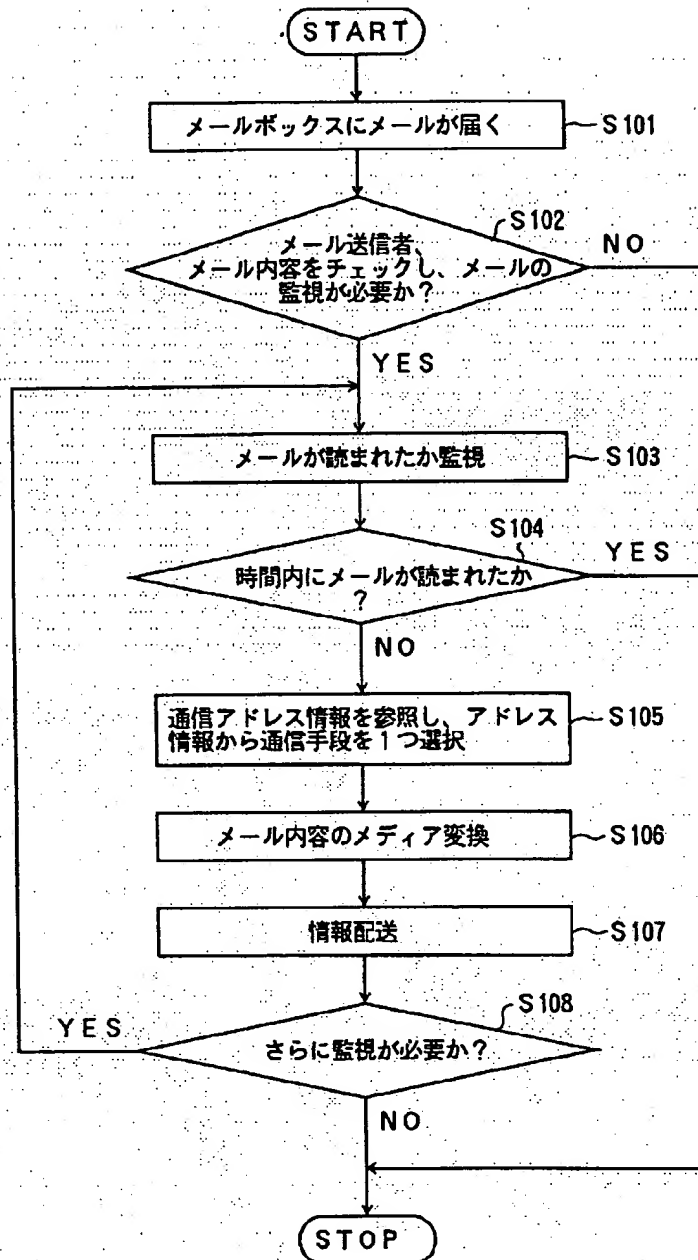 START
メールボックスにメールが届く
S101
S102
メール送信者、
メール内容をチェックし、メールの
監視が必要か？
NO
YES
メールが読まれたか監視
S103
S104
時間内にメールが読まれたか
？
YES
NO
通信アドレス情報を参照し、アドレス
情報から通信手段を1つ選択
S105
メール内容のメディア変換
S106
情報配送
S107
S108
さらに監視が必要か？
YES
NO
STOP